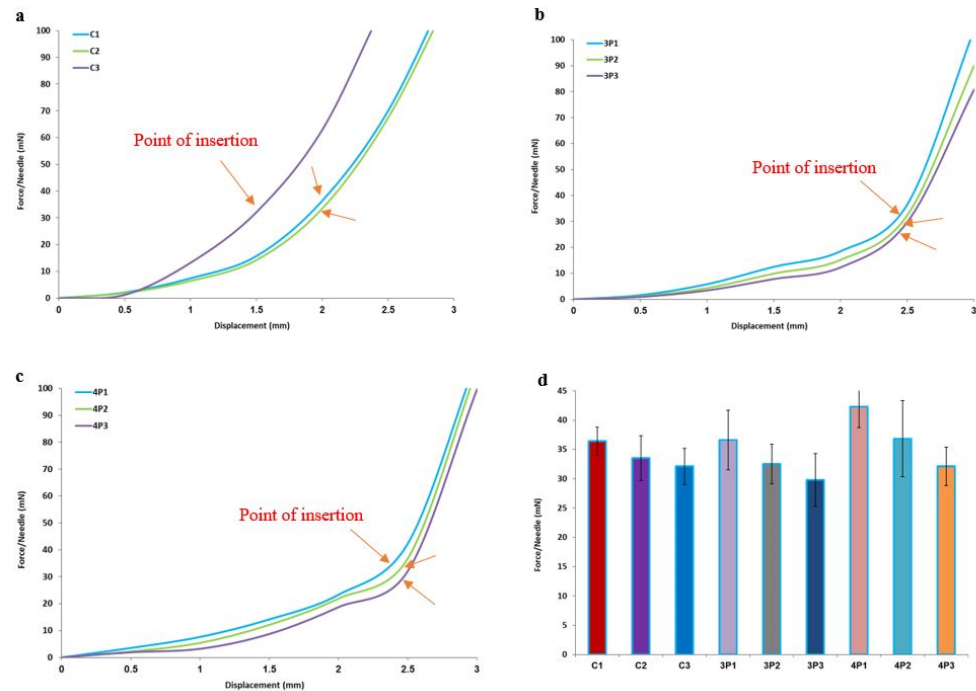 a
C1
C2
C3
Point of insertion
Force/Needle (mN)
100
90
80
70
60
50
40
30
20
10
0
0 0.5 1 1.5 2 2.5 3
Displacement (mm)
b
3P1
3P2
3P3
Point of insertion
Force/Needle (mN)
100
90
80
70
60
50
40
30
20
10
0
0 0.5 1 1.5 2 2.5 3
Displacement (mm)
c
4P1
4P2
4P3
Point of insertion
Force/Needle (mN)
100
90
80
70
60
50
40
30
20
10
0
0 0.5 1 1.5 2 2.5 3
Displacement (mm)
d
Force/Needle (mN)
45
40
35
30
25
20
15
10
5
0
C1 C2 C3 3P1 3P2 3P3 4P1 4P2 4P3